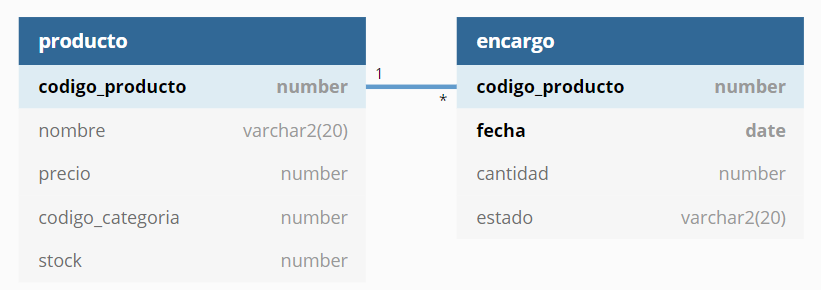 producto
codigo_producto number
nombre varchar2(20)
precio number
codigo_categoria number
stock number
1
*
encargo
codigo_producto number
fecha date
cantidad number
estado varchar2(20)